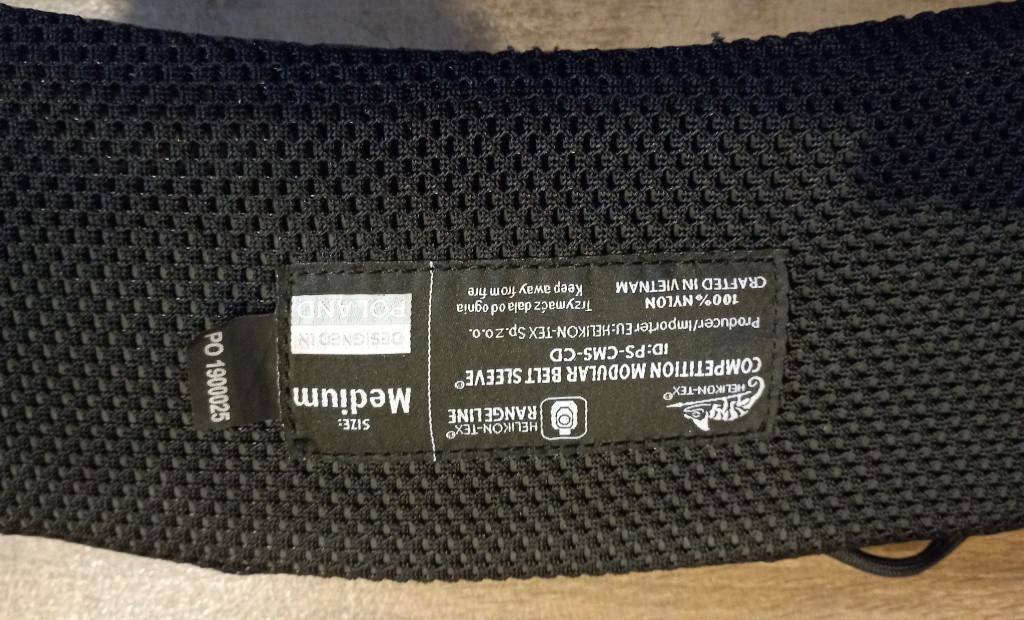 HELIKON-TEX®
HELIKON-TEX®
RANGE LINE
COMPETITION MODULAR BELT SLEEVE®
ID:PS-CMS-CD
Producer/Importer EU:HELIKON-TEX Sp. z o.o.
100% NYLON
CRAFTED IN VIETNAM
Trzymać z dala od ognia
Keep away from fire
SIZE:
Medium
DESIGNED IN
POLAND
PO 1900025